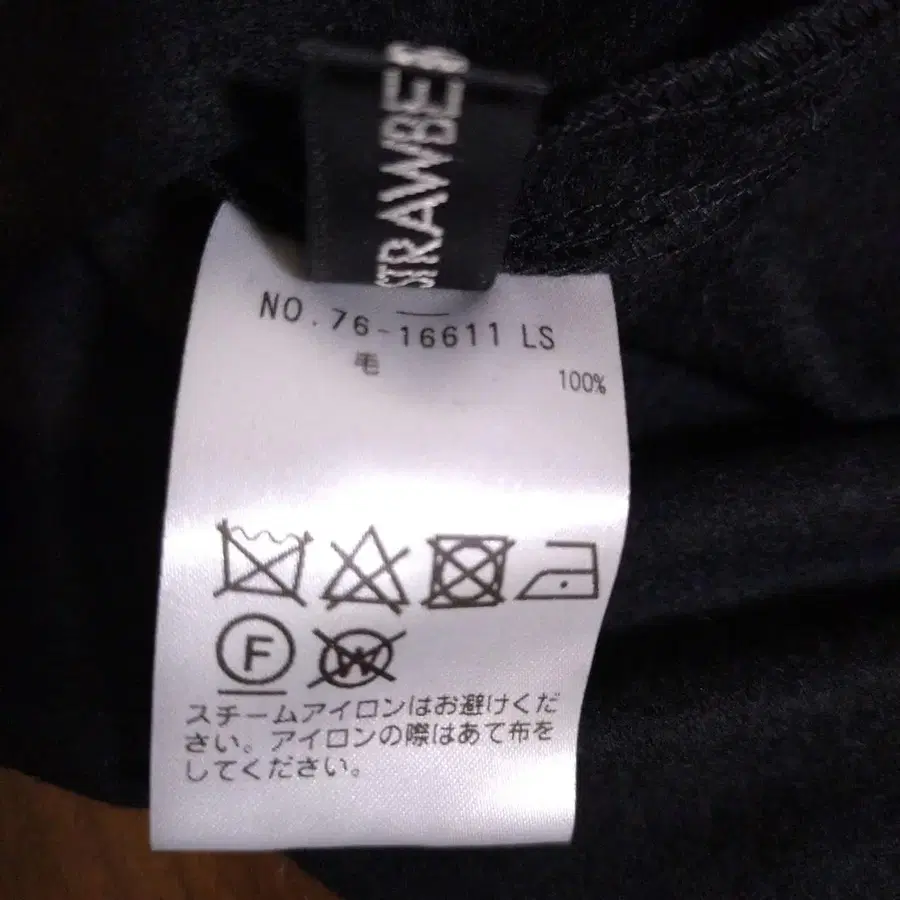 STRAWBE
NO.76-16611 LS
毛 100%
F
W
スチームアイロンはお避けくだ
さい。アイロンの際はあて布を
してください。